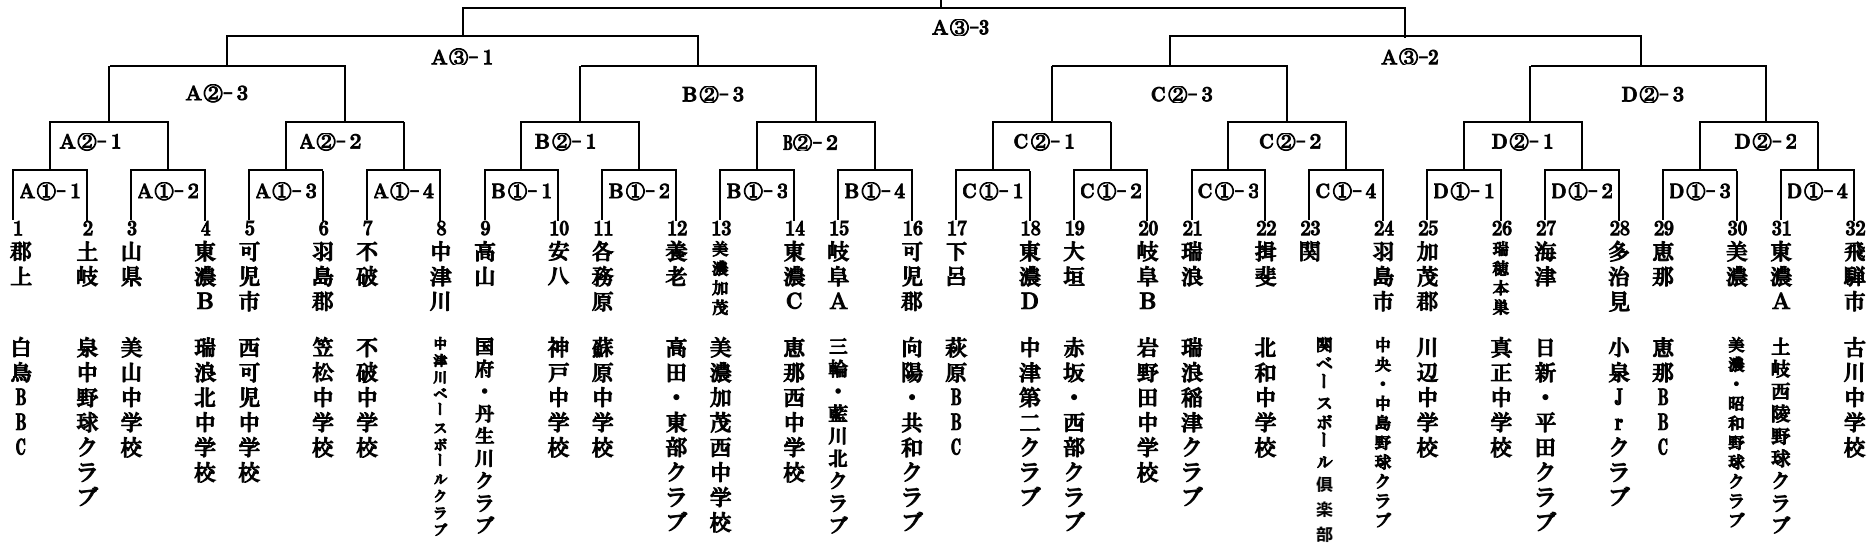 A③-3
A③-1
A③-2
A②-3
B②-3
C②-3
D②-3
A②-1
A②-2
B②-1
B②-2
C②-1
C②-2
D②-1
D②-2
A①-1
A①-2
A①-3
A①-4
B①-1
B①-2
B①-3
B①-4
C①-1
C①-2
C①-3
C①-4
D①-1
D①-2
D①-3
D①-4
1
郡上
白鳥BBC
2
土岐
泉中野球クラブ
3
山県
美山中学校
4
東濃B
瑞浪北中学校
5
可児市
西可児中学校
6
羽島郡
笠松中学校
7
不破
不破中学校
8
中津川
中津川ベースボールクラブ
9
高山
国府・丹生川クラブ
10
安八
神戸中学校
11
各務原
蘇原中学校
12
養老
高田・東部クラブ
13
美濃加茂
美濃加茂西中学校
14
東濃C
恵那西中学校
15
岐阜A
三輪・藍川北クラブ
16
可児郡
向陽・共和クラブ
17
下呂
萩原BBC
18
東濃D
中津第二クラブ
19
大垣
赤坂・西部クラブ
20
岐阜B
岩野田中学校
21
瑞浪
瑞浪稲津クラブ
22
揖斐
北和中学校
23
関
関ベースボール倶楽部
24
羽島市
中央・中島野球クラブ
25
加茂郡
川辺中学校
26
瑞穂本巣
真正中学校
27
海津
日新・平田クラブ
28
多治見
小泉Jrクラブ
29
恵那
恵那BBC
30
美濃
美濃・昭和野球クラブ
31
東濃A
土岐西陵野球クラブ
32
飛騨市
古川中学校